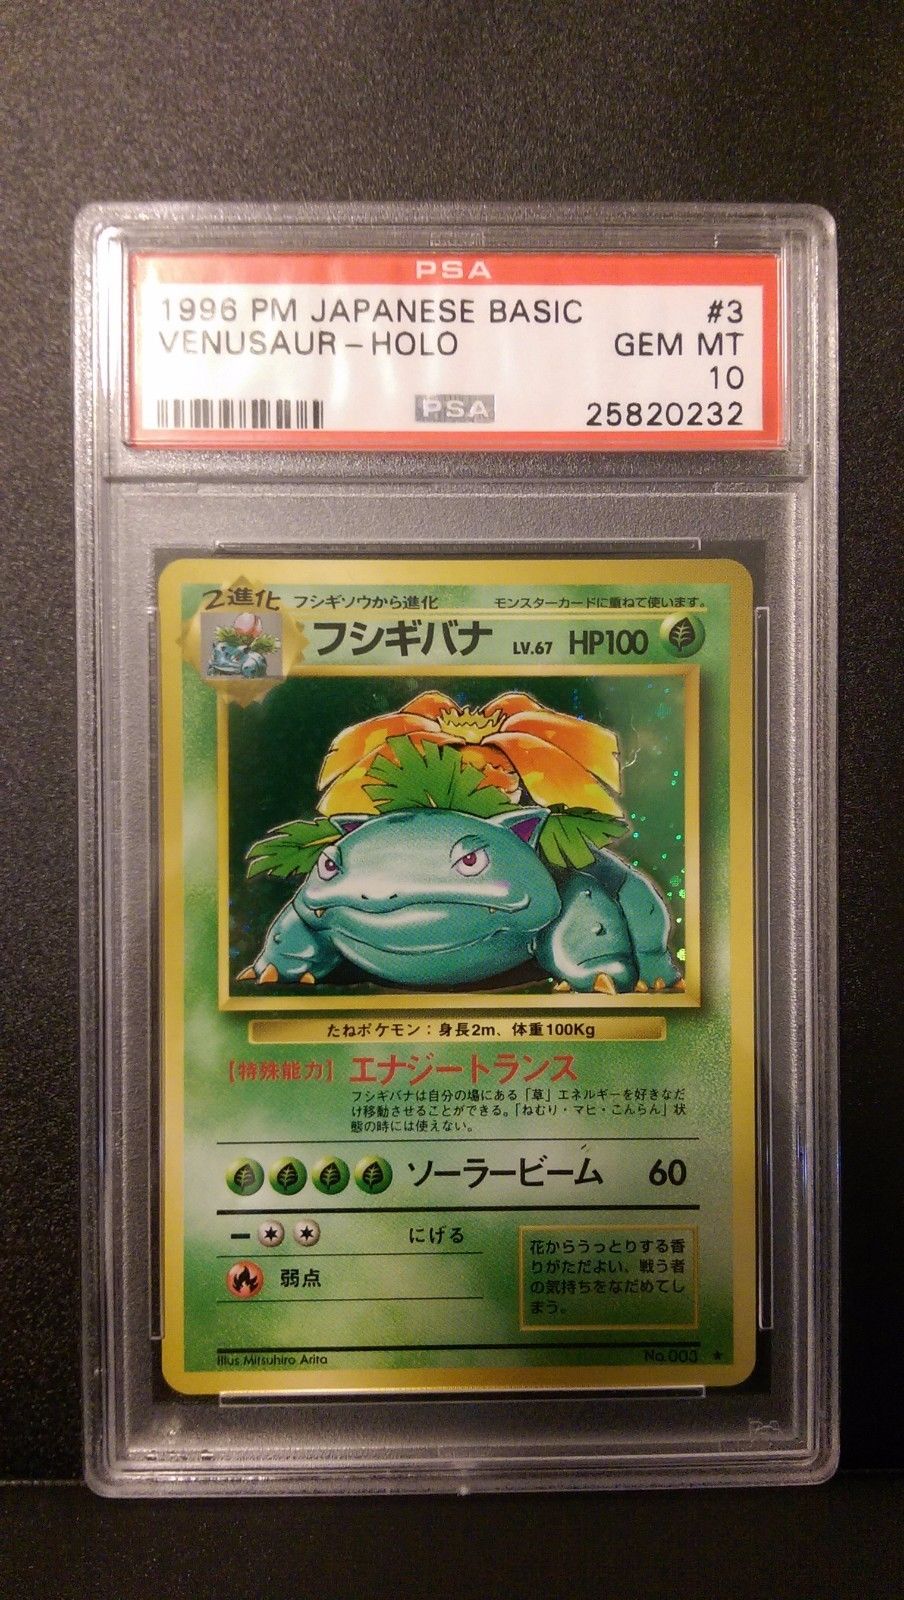 PSA
1996 PM JAPANESE BASIC #3
VENUSAUR-HOLO GEM MT
10
PSA 25820232
2進化 フシギソウから進化 モンスターカードに重ねて使います。
フシギバナ LV.67 HP100
たねポケモン：身長2m、体重100Kg
【特殊能力】 エナジートランス
フシギバナは自分の場にある「草」エネルギーを好きなだ
け移動させることができる。「ねむり・マヒ・こんらん」状
態の時には使えない。
ソーラービーム 60
にげる
弱点
花からうっとりする香
りがただよい、戦う者
の気持ちをなだめてし
まう。
Illus Mitsuhiro Arita No.003 ★